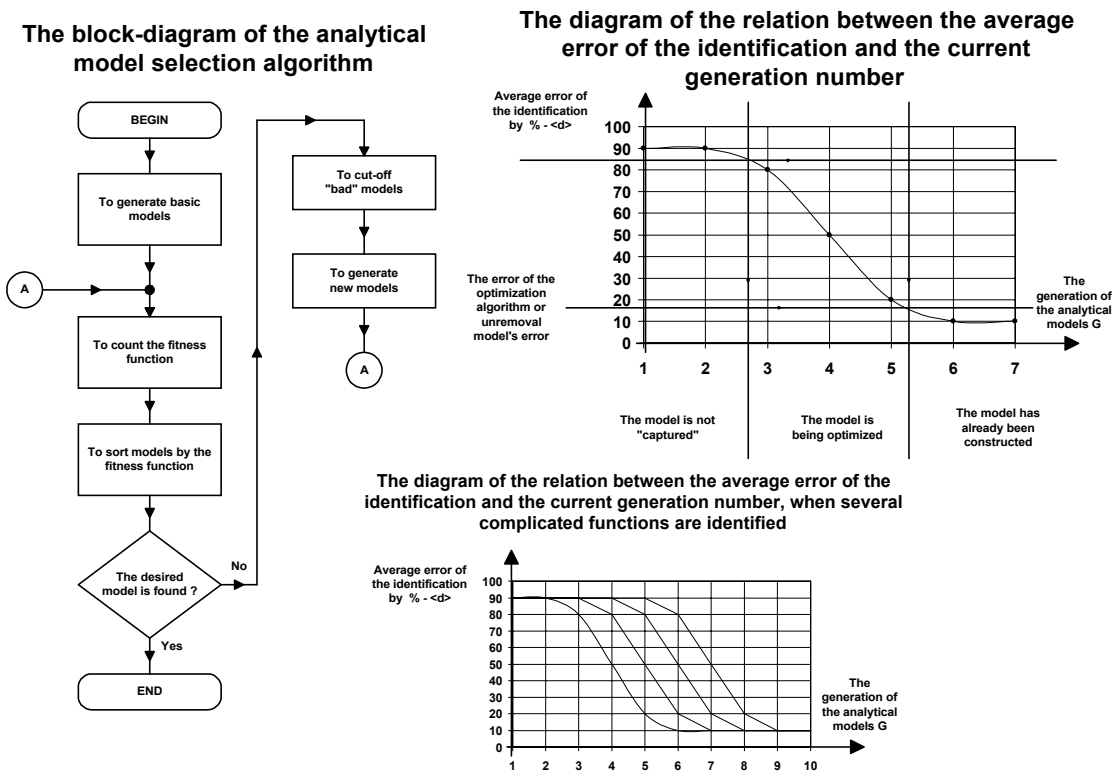 The block-diagram of the analytical
model selection algorithm
BEGIN
To generate basic
models
A
To count the fitness
function
To sort models by the
fitness function
The desired
model is found ?
No
Yes
END
To cut-off
"bad" models
To generate
new models
A
The diagram of the relation between the average
error of the identification and the current
generation number
Average error of
the identification
by % - <d>
100
90
80
70
60
50
40
30
20
10
0
1 2 3 4 5 6 7
The error of the
optimization
algorithm or
unremoval
model's error
The
generation of
the analytical
models G
The model is not
"captured"
The model is
being optimized
The model has
already been
constructed
The diagram of the relation between the average error of the
identification and the current generation number, when several
complicated functions are identified
Average error of
the identification
by % - <d>
100
90
80
70
60
50
40
30
20
10
0
1 2 3 4 5 6 7 8 9 10
The
generation of
the analytical
models G